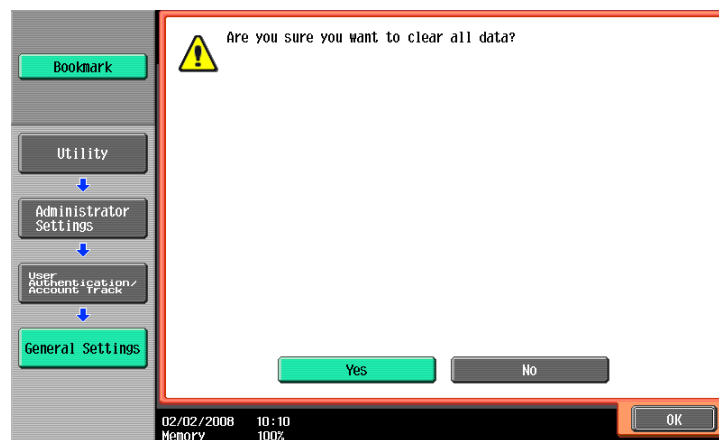 Bookmark
Utility
Administrator
Settings
User
Authentication/
Account Track
General Settings
Are you sure you want to clear all data?
Yes
No
02/02/2008 10:10
Memory 100%
OK